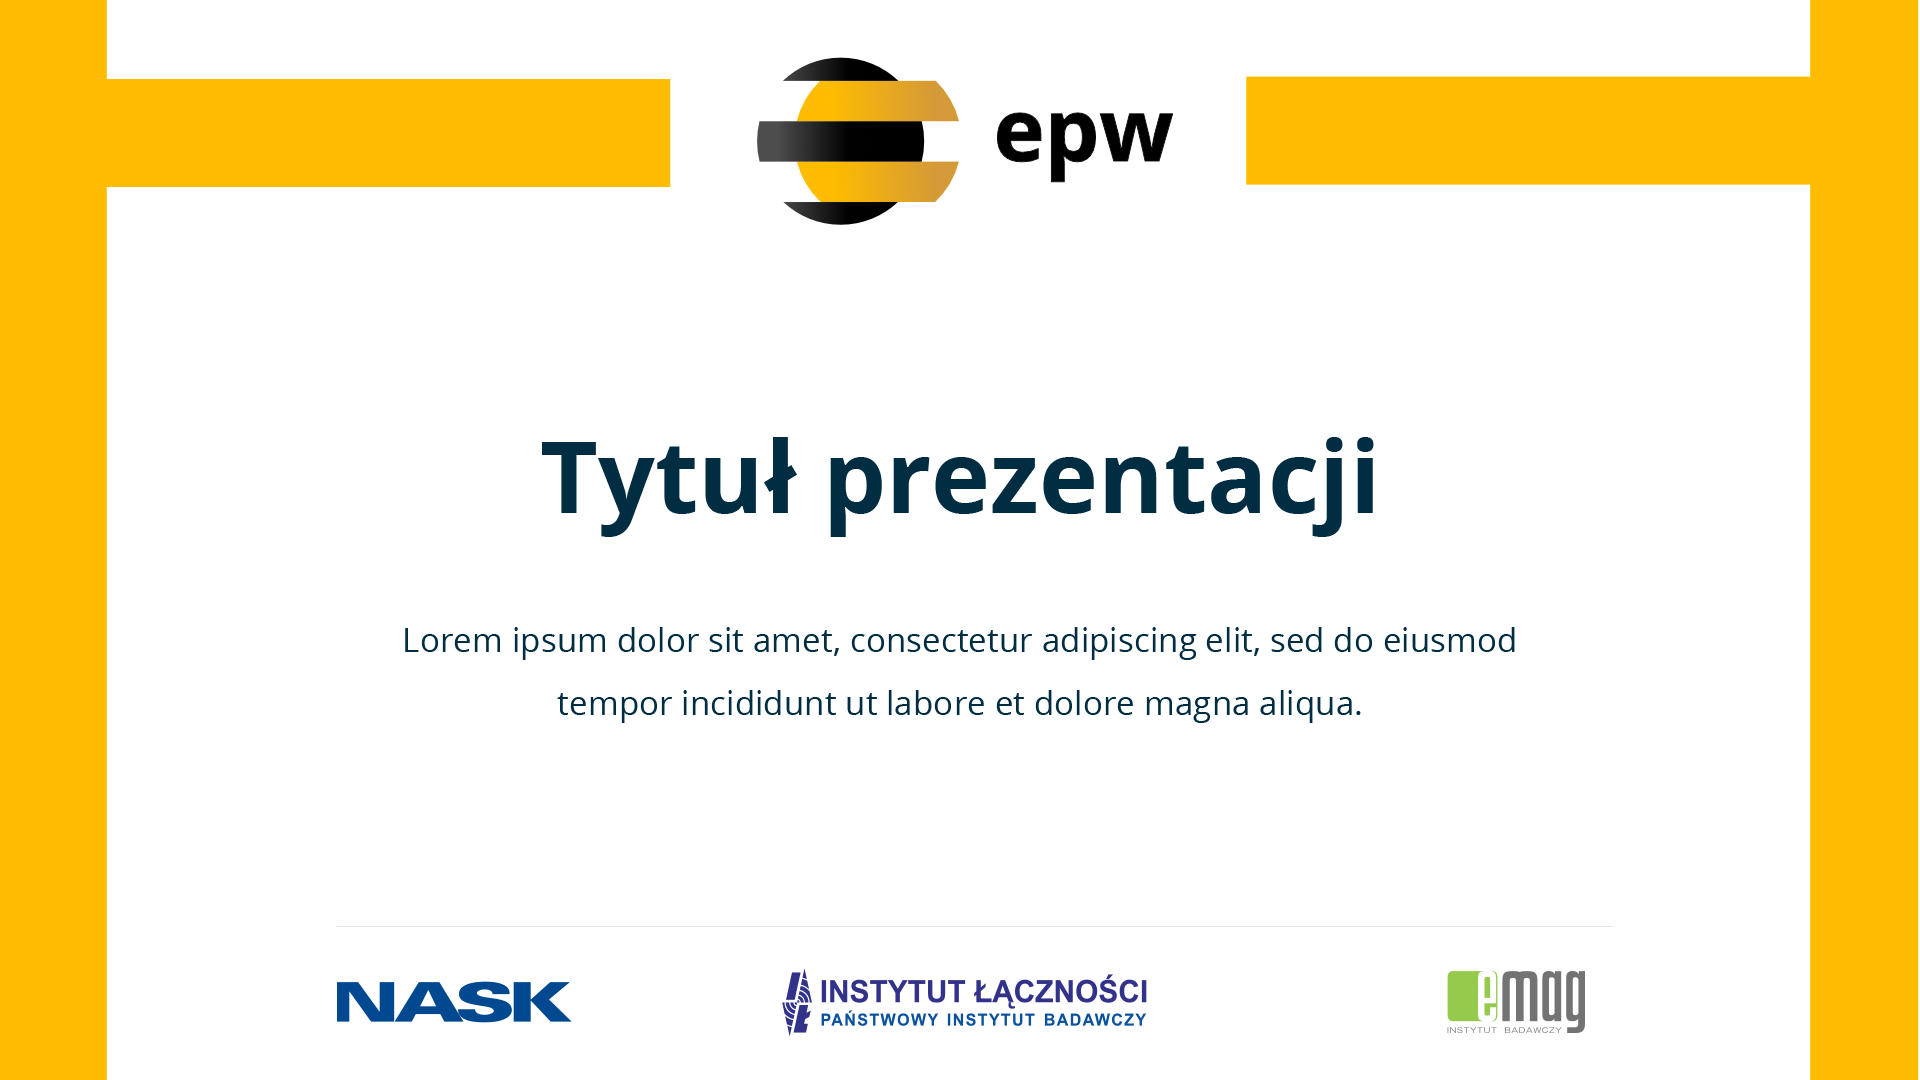 epw
Tytuł prezentacji
Lorem ipsum dolor sit amet, consectetur adipiscing elit, sed do eiusmod
tempor incididunt ut labore et dolore magna aliqua.
NASK
INSTYTUT ŁĄCZNOŚCI
PAŃSTWOWY INSTYTUT BADAWCZY
emag
INSTYTUT BADAWCZY